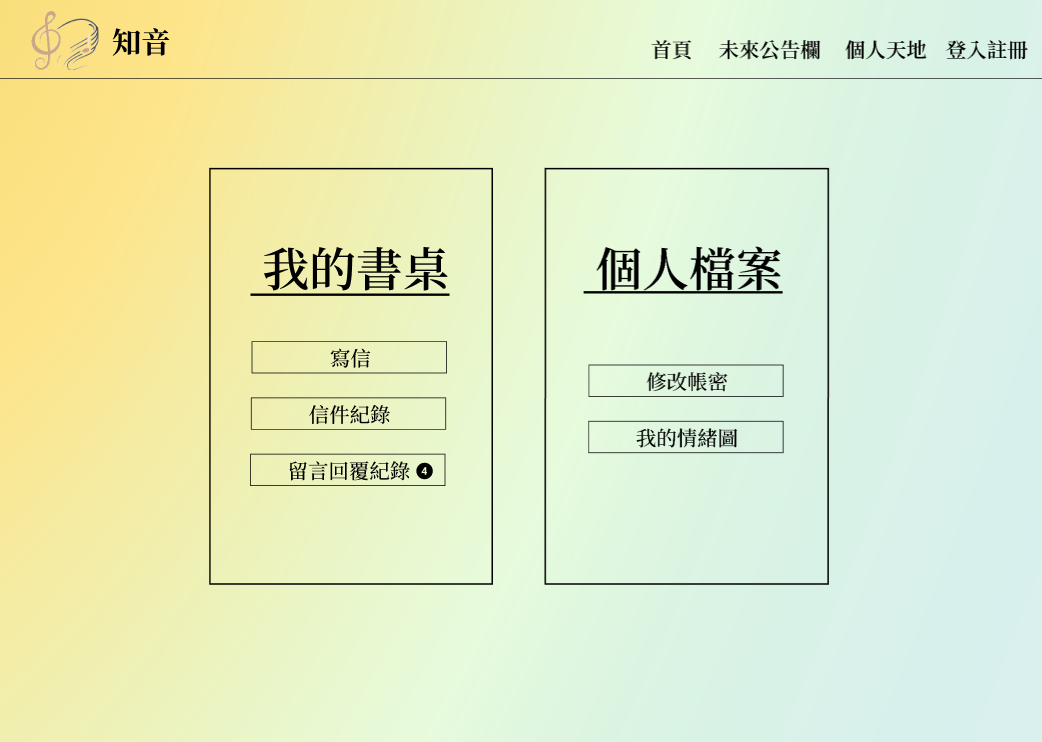 知音
首頁 未來公告欄 個人天地 登入註冊
我的書桌
寫信
信件紀錄
留言回覆紀錄 4
個人檔案
修改帳密
我的情緒圖